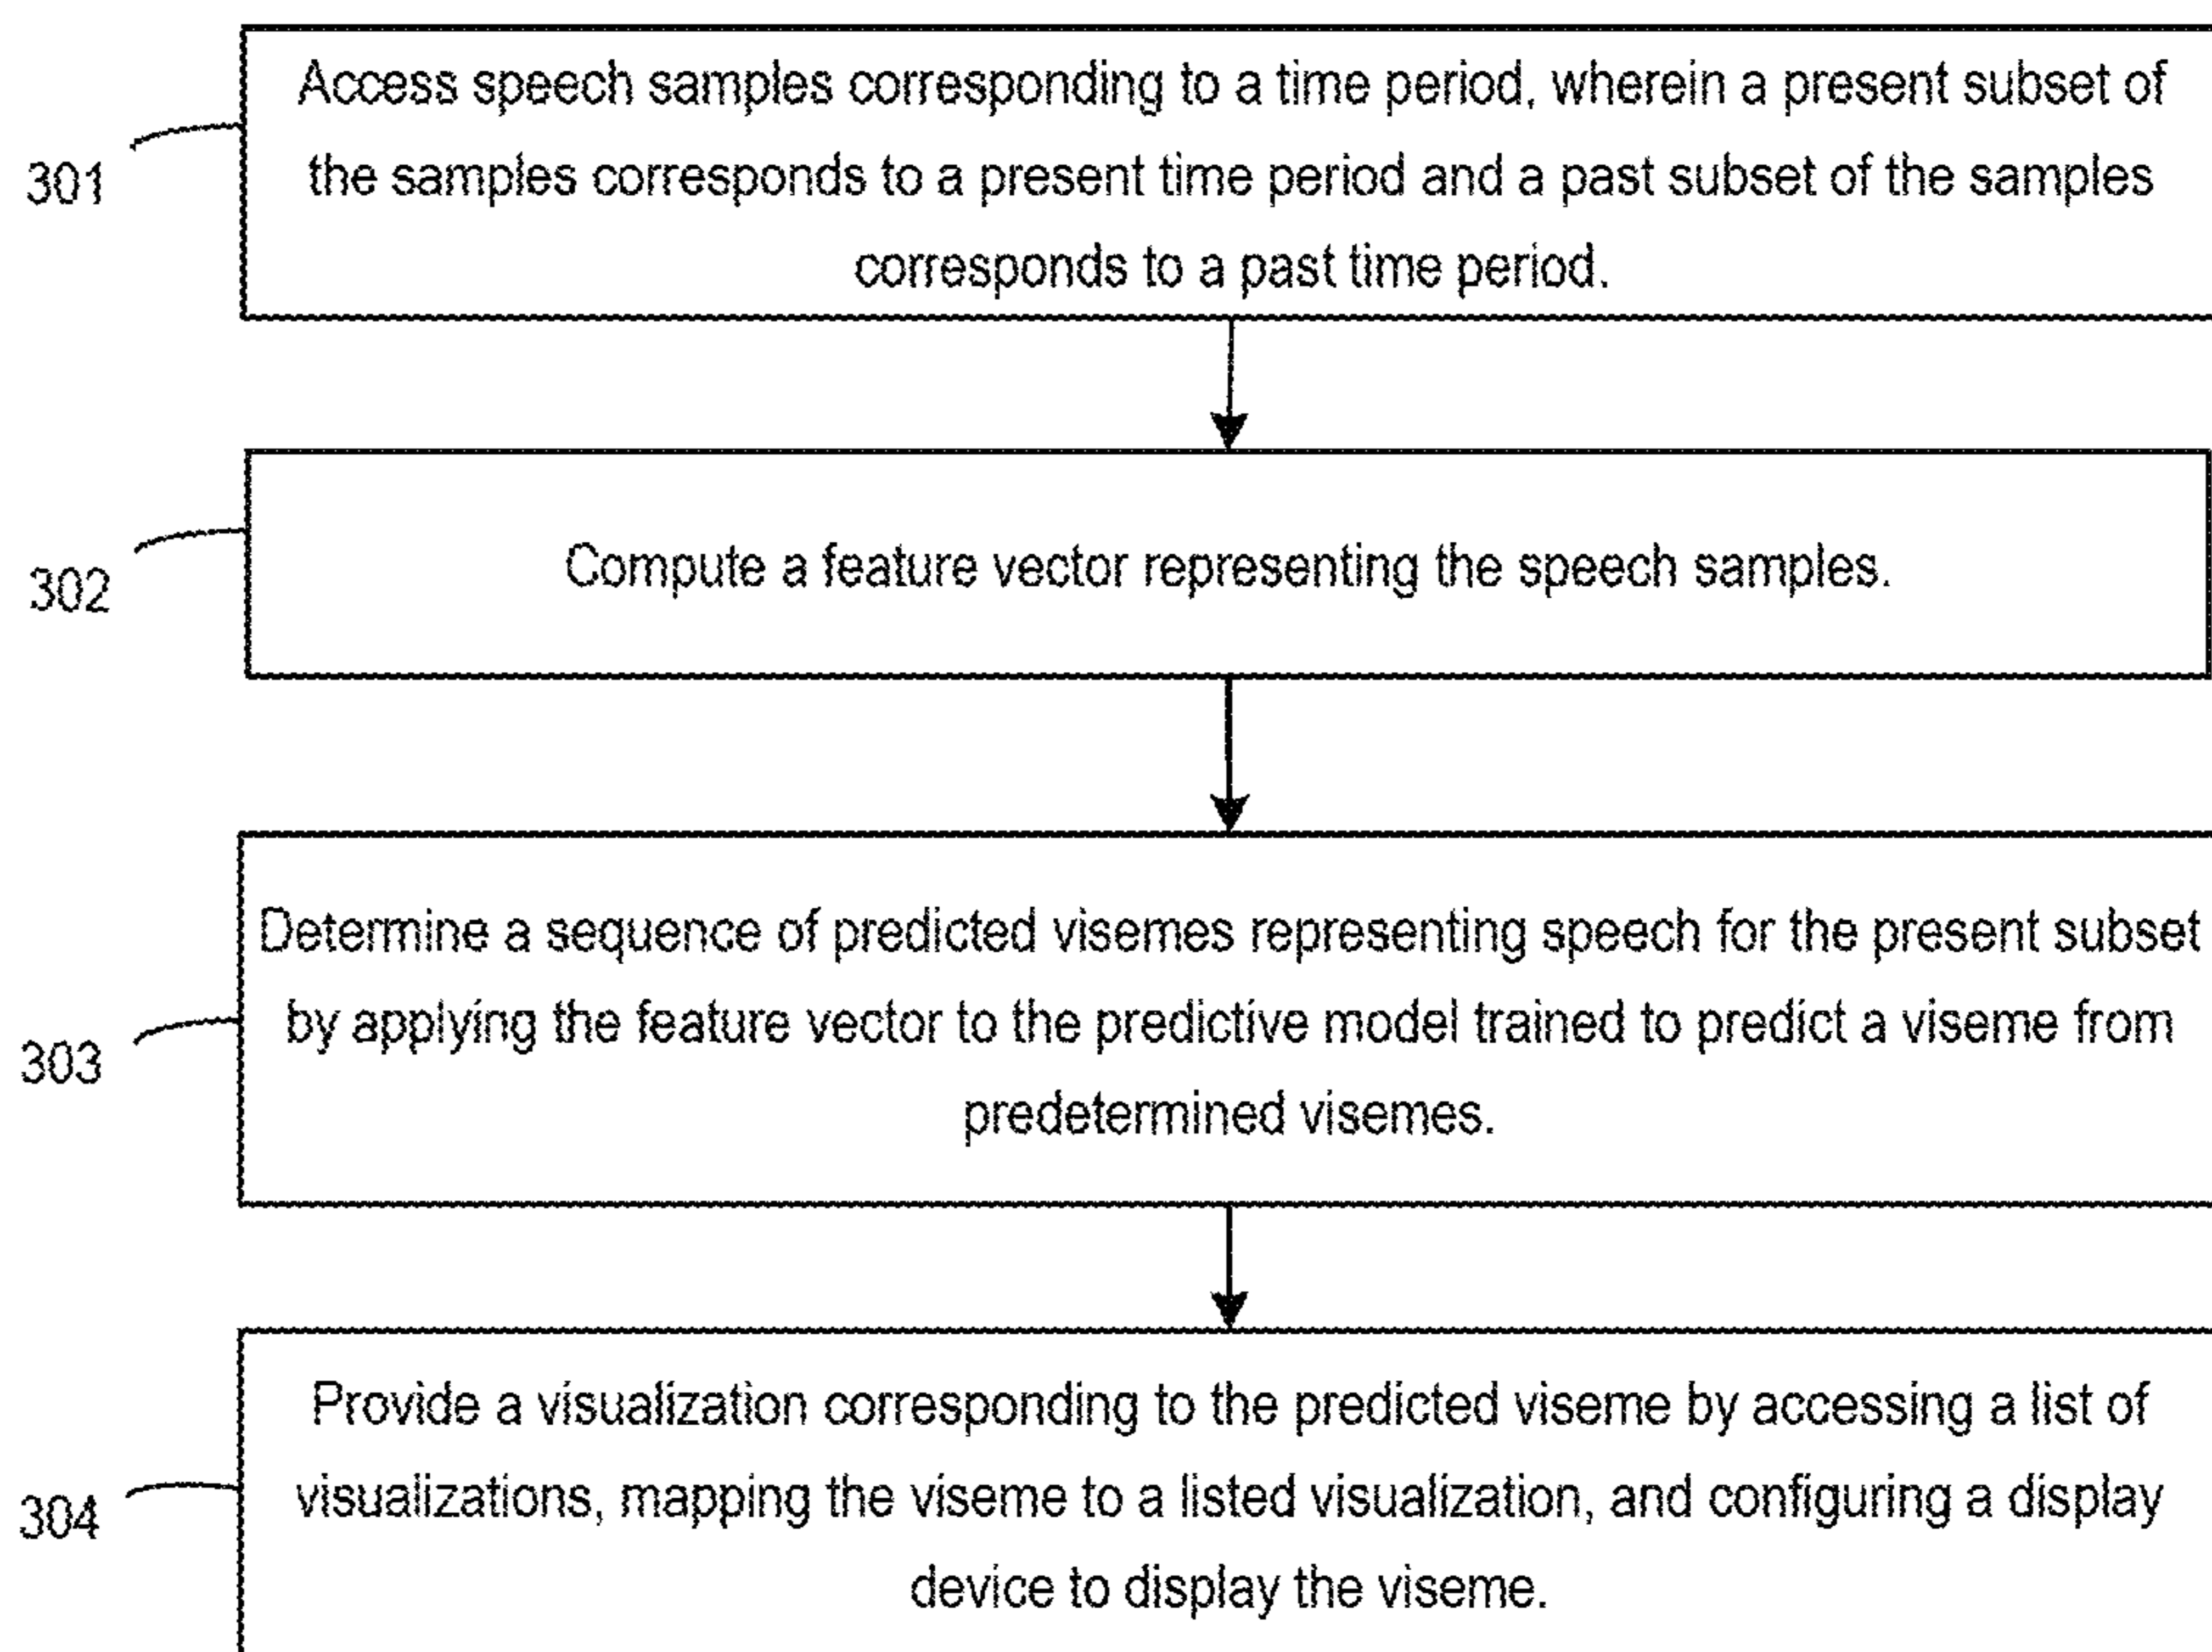 Access speech samples corresponding to a time period, wherein a present subset of
the samples corresponds to a present time period and a past subset of the samples
corresponds to a past time period.
301
Compute a feature vector representing the speech samples.
302
Determine a sequence of predicted visemes representing speech for the present subset
by applying the feature vector to the predictive model trained to predict a viseme from
predetermined visemes.
303
Provide a visualization corresponding to the predicted viseme by accessing a list of
visualizations, mapping the viseme to a listed visualization, and configuring a display
device to display the viseme.
304